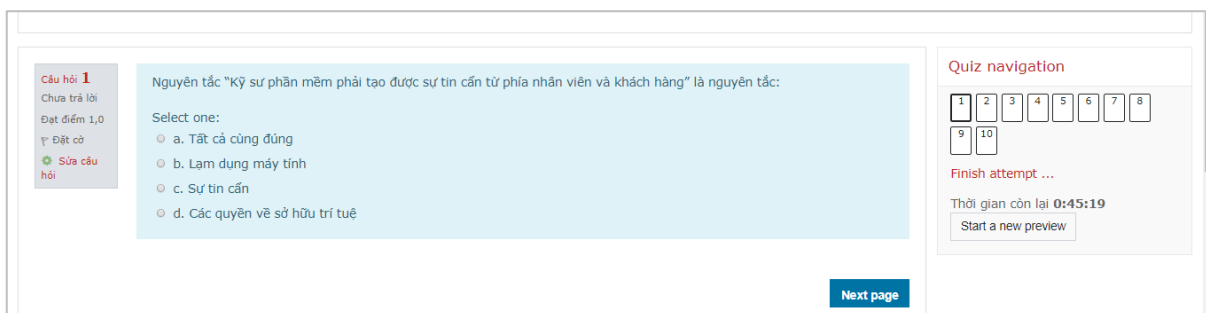 Câu hỏi 1
Chưa trả lời
Đạt điểm 1,0
Đặt cờ
Sửa câu
hỏi
Nguyên tắc “Kỹ sư phần mềm phải tạo được sự tin cẩn từ phía nhân viên và khách hàng” là nguyên tắc:
Select one:
a. Tất cả cùng đúng
b. Lạm dụng máy tính
c. Sự tin cẩn
d. Các quyền về sở hữu trí tuệ
Next page
Quiz navigation
1 2 3 4 5 6 7 8
9 10
Finish attempt ...
Thời gian còn lại 0:45:19
Start a new preview